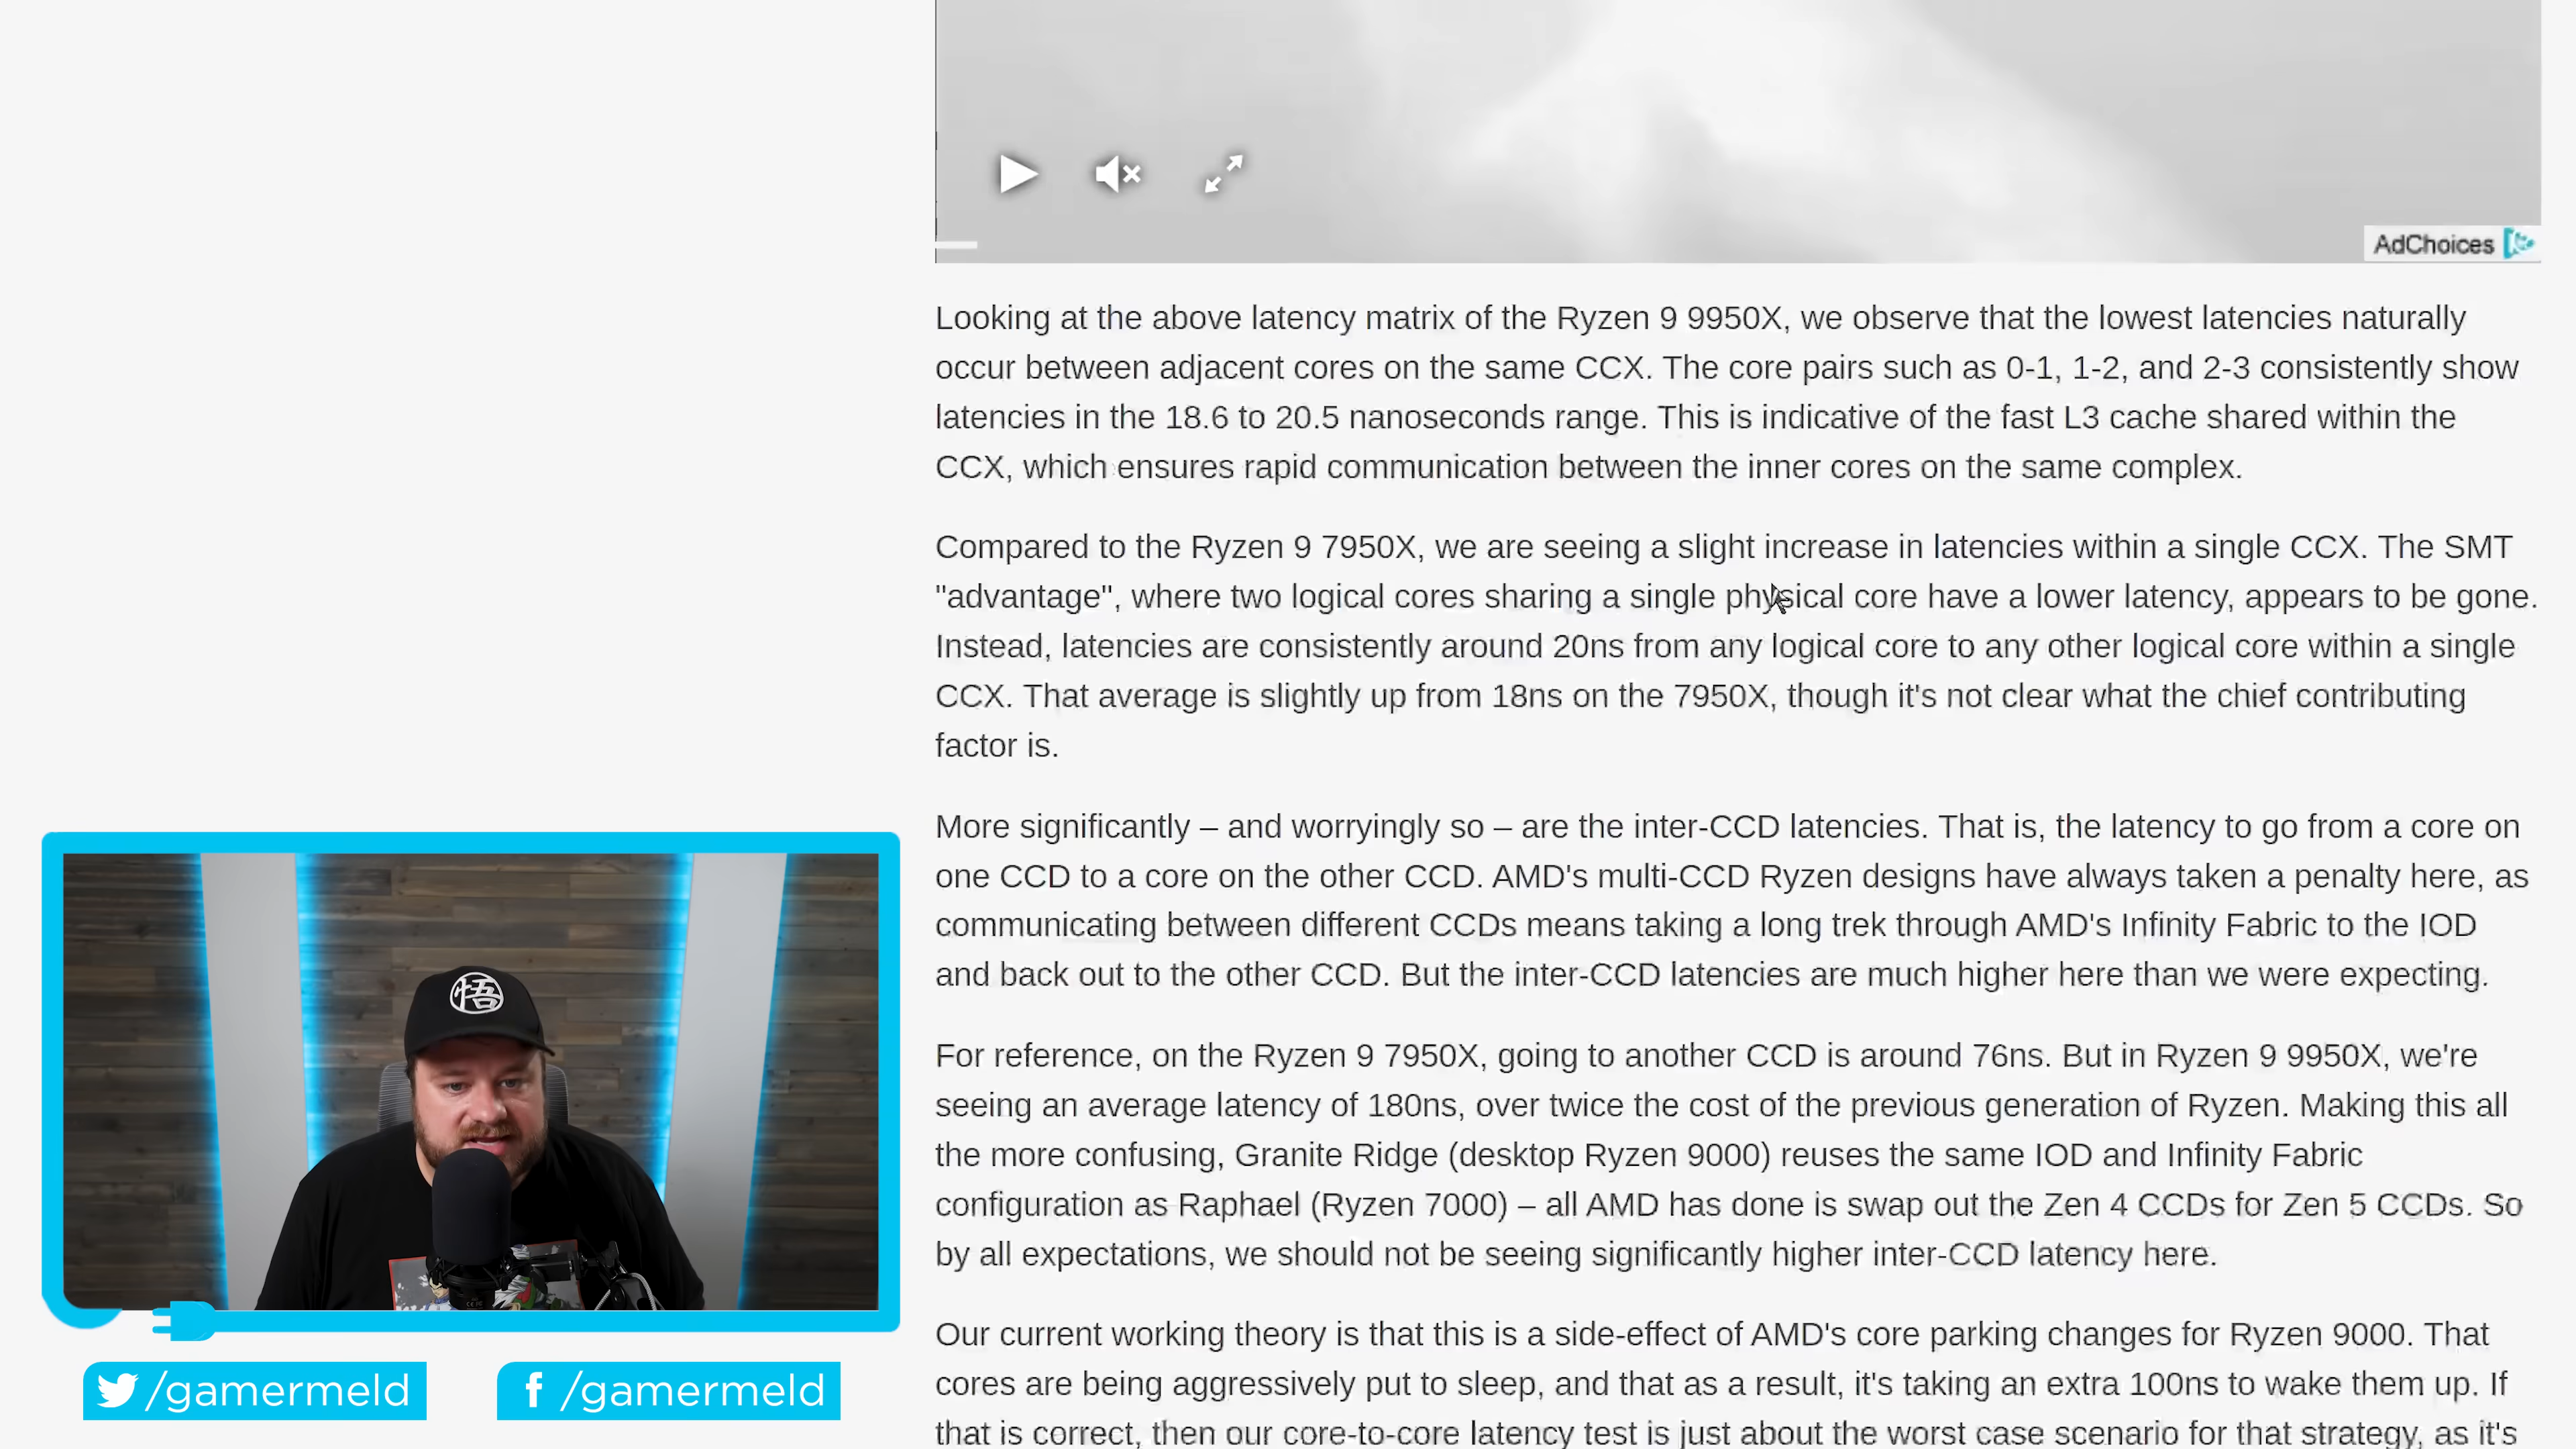 AdChoices
Looking at the above latency matrix of the Ryzen 9 9950X, we observe that the lowest latencies naturally
occur between adjacent cores on the same CCX. The core pairs such as 0-1, 1-2, and 2-3 consistently show
latencies in the 18.6 to 20.5 nanoseconds range. This is indicative of the fast L3 cache shared within the
CCX, which ensures rapid communication between the inner cores on the same complex.
Compared to the Ryzen 9 7950X, we are seeing a slight increase in latencies within a single CCX. The SMT
"advantage", where two logical cores sharing a single physical core have a lower latency, appears to be gone.
Instead, latencies are consistently around 20ns from any logical core to any other logical core within a single
CCX. That average is slightly up from 18ns on the 7950X, though it's not clear what the chief contributing
factor is.
More significantly – and worryingly so – are the inter-CCD latencies. That is, the latency to go from a core on
one CCD to a core on the other CCD. AMD's multi-CCD Ryzen designs have always taken a penalty here, as
communicating between different CCDs means taking a long trek through AMD's Infinity Fabric to the IOD
and back out to the other CCD. But the inter-CCD latencies are much higher here than we were expecting.
For reference, on the Ryzen 9 7950X, going to another CCD is around 76ns. But in Ryzen 9 9950X, we're
seeing an average latency of 180ns, over twice the cost of the previous generation of Ryzen. Making this all
the more confusing, Granite Ridge (desktop Ryzen 9000) reuses the same IOD and Infinity Fabric
configuration as Raphael (Ryzen 7000) – all AMD has done is swap out the Zen 4 CCDs for Zen 5 CCDs. So
by all expectations, we should not be seeing significantly higher inter-CCD latency here.
Our current working theory is that this is a side-effect of AMD's core parking changes for Ryzen 9000. That
cores are being aggressively put to sleep, and that as a result, it's taking an extra 100ns to wake them up. If
that is correct, then our core-to-core latency test is just about the worst case scenario for that strategy, as it's
悟
/gamermeld
/gamermeld